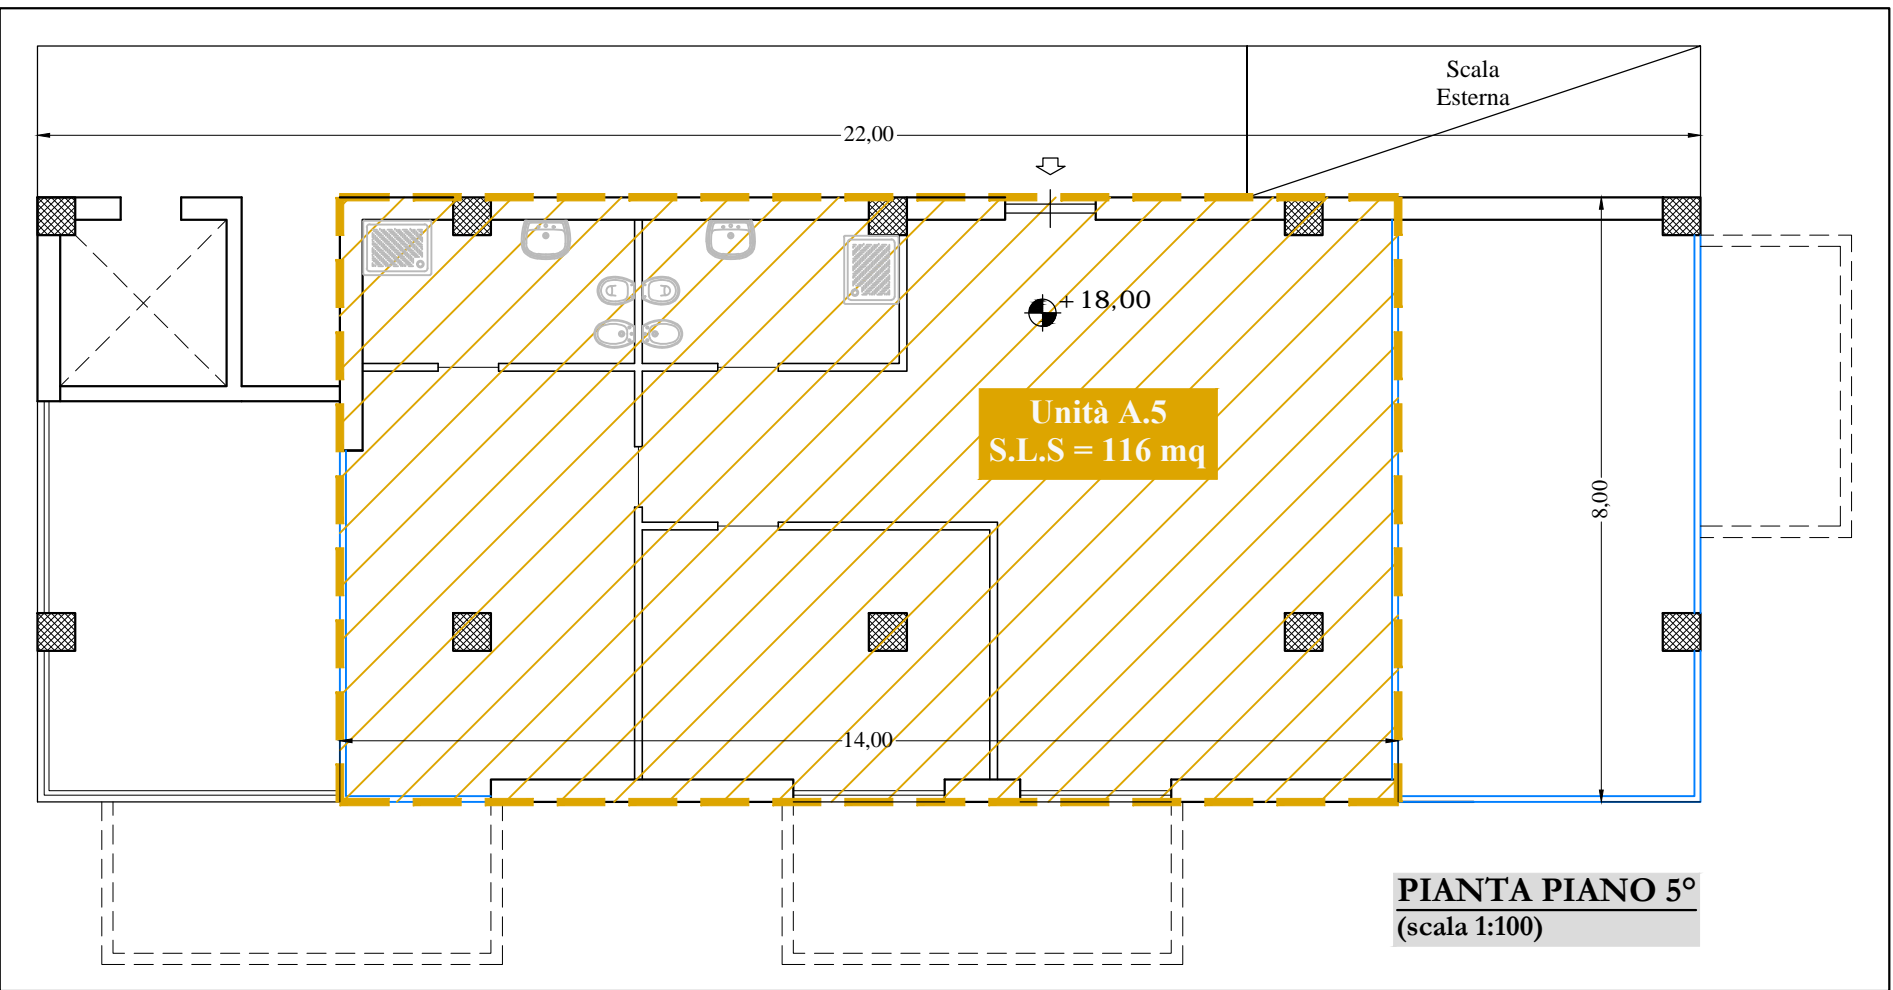 Scala
Esterna
22,00
+ 18,00
Unità A.5
S.L.S = 116 mq
8,00
14,00
PIANTA PIANO 5°
(scala 1:100)